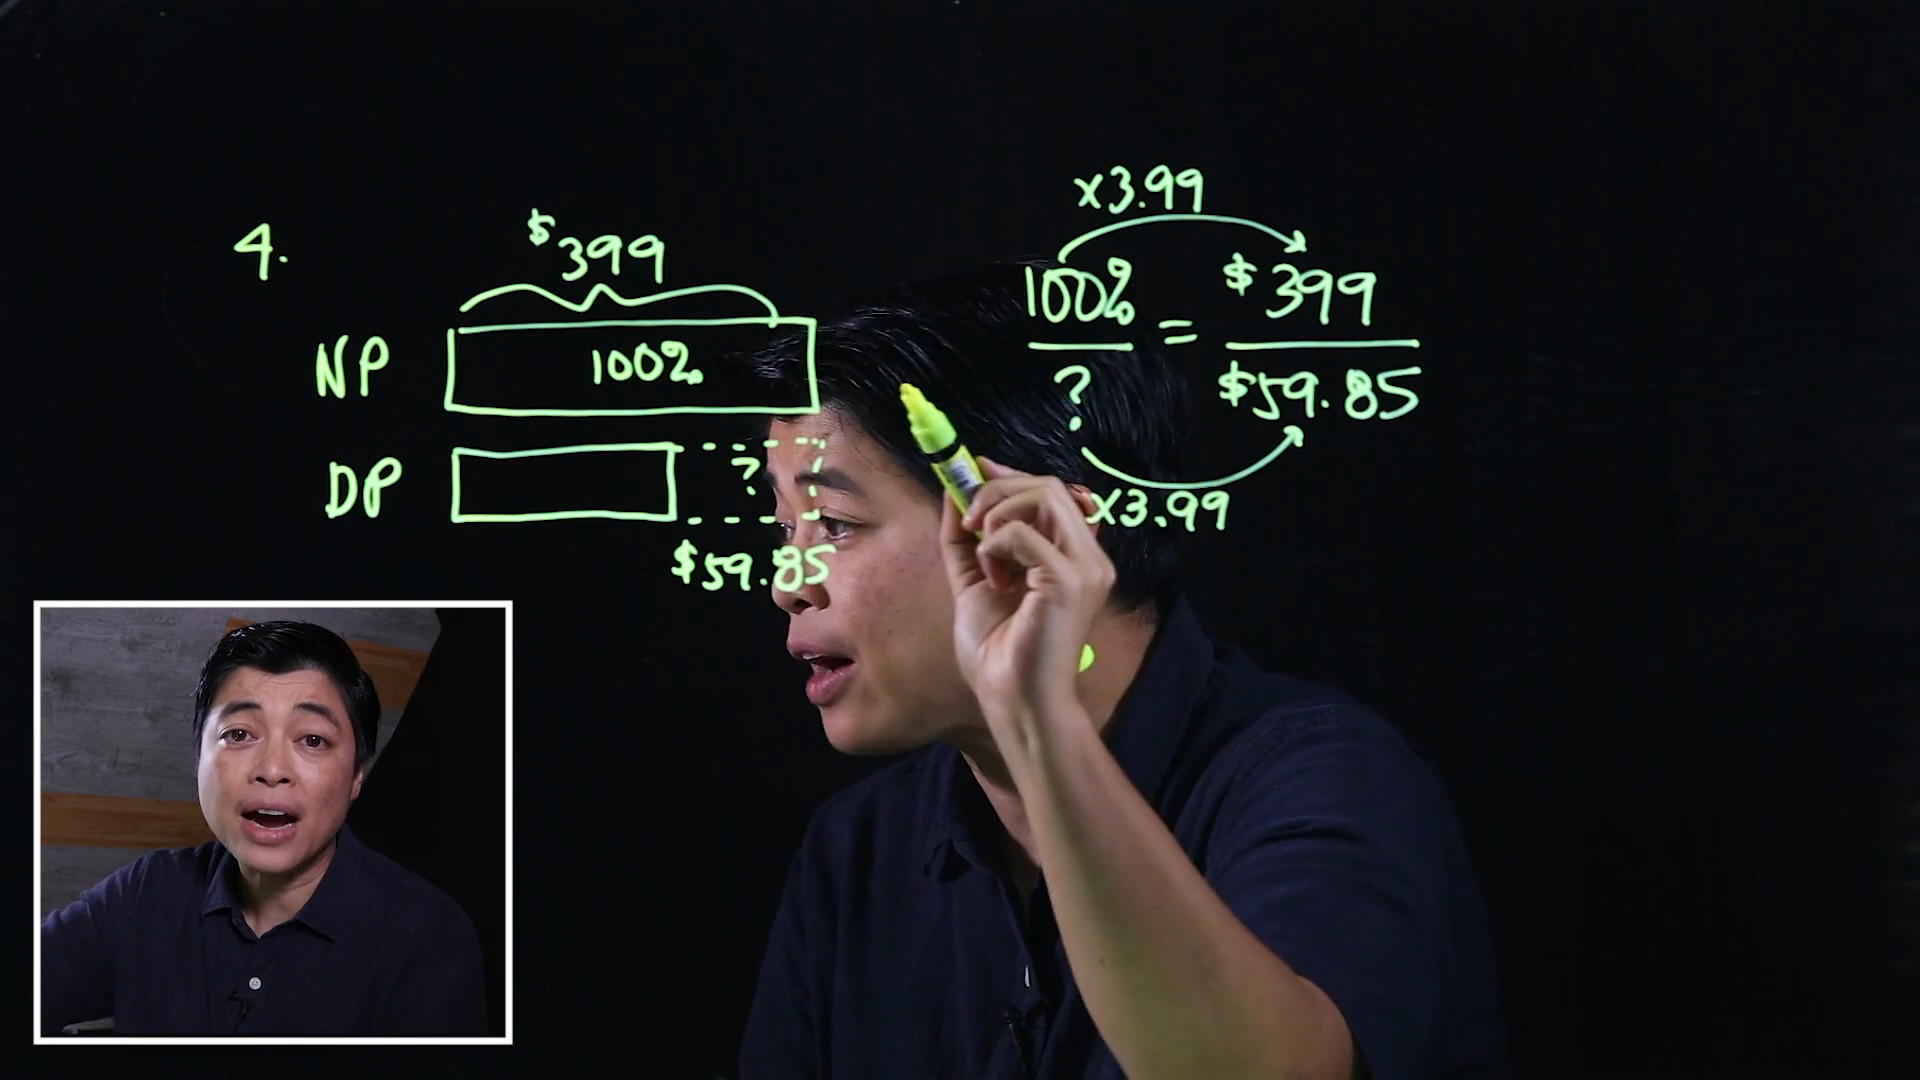 4.
$399
NP 100%
DP ?
$59.85
x3.99
100% / ? = $399 / $59.85
x3.99